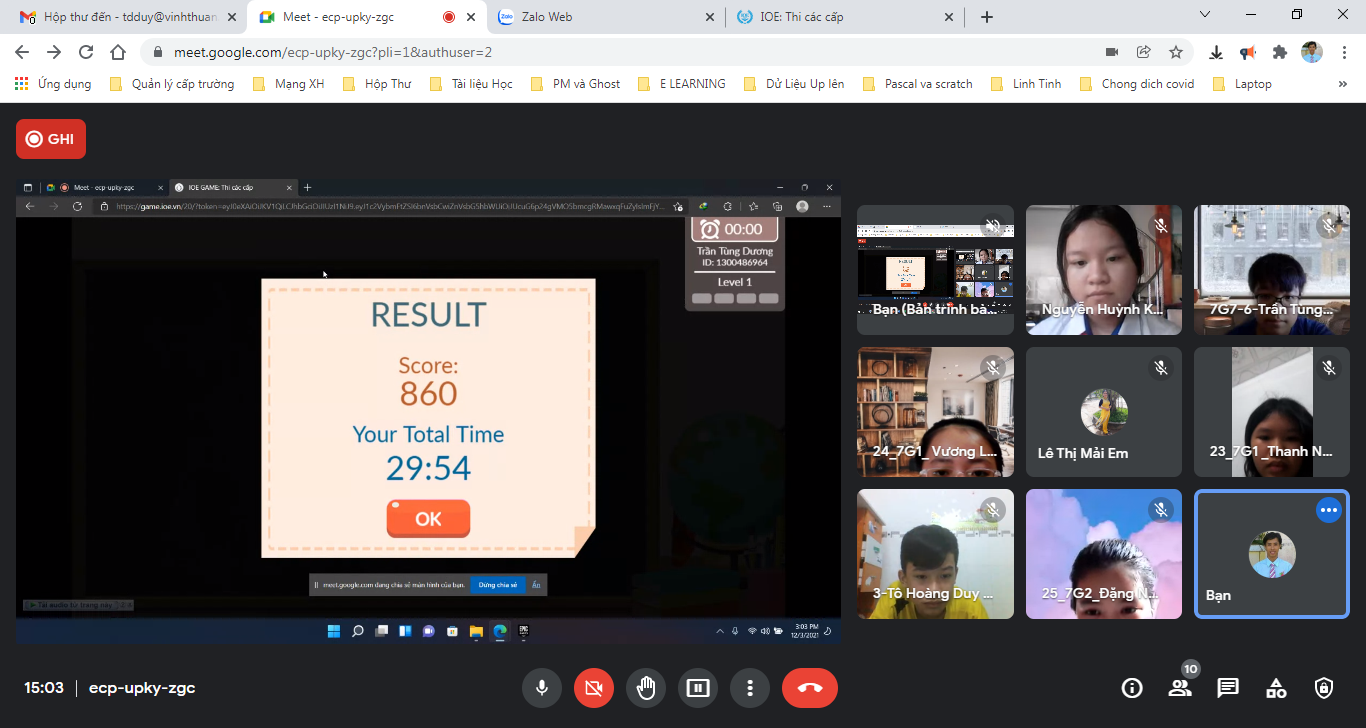 Hộp thư đến - tdduy@vinhthuan
Meet - ecp-upky-zgc
Zalo Web
IOE: Thi các cấp
meet.google.com/ecp-upky-zgc?pli=1&authuser=2
Ứng dụng
Quản lý cấp trường
Mạng XH
Hộp Thư
Tài liệu Học
PM và Ghost
E LEARNING
Dử Liệu Up lên
Pascal va scratch
Linh Tinh
Chong dich covid
Laptop
GHI
Meet - ecp-upky-zgc
IOE GAME: Thi các cấp
00:00
Trần Tùng Dương
ID: 1300486964
Level 1
RESULT
Score:
860
Your Total Time
29:54
OK
meet.google.com đang chia sẻ màn hình của bạn.
Dừng chia sẻ
Ẩn
3:03 PM
12/3/2021
Bạn (Bản trình bà...
Nguyễn Huỳnh K...
7G7-6-Trần Tùng...
24_7G1_ Vương L...
Lê Thị Mải Em
23_7G1 _Thanh N...
3-Tô Hoàng Duy ...
25_7G2_Đặng N...
Bạn
15:03
ecp-upky-zgc
10